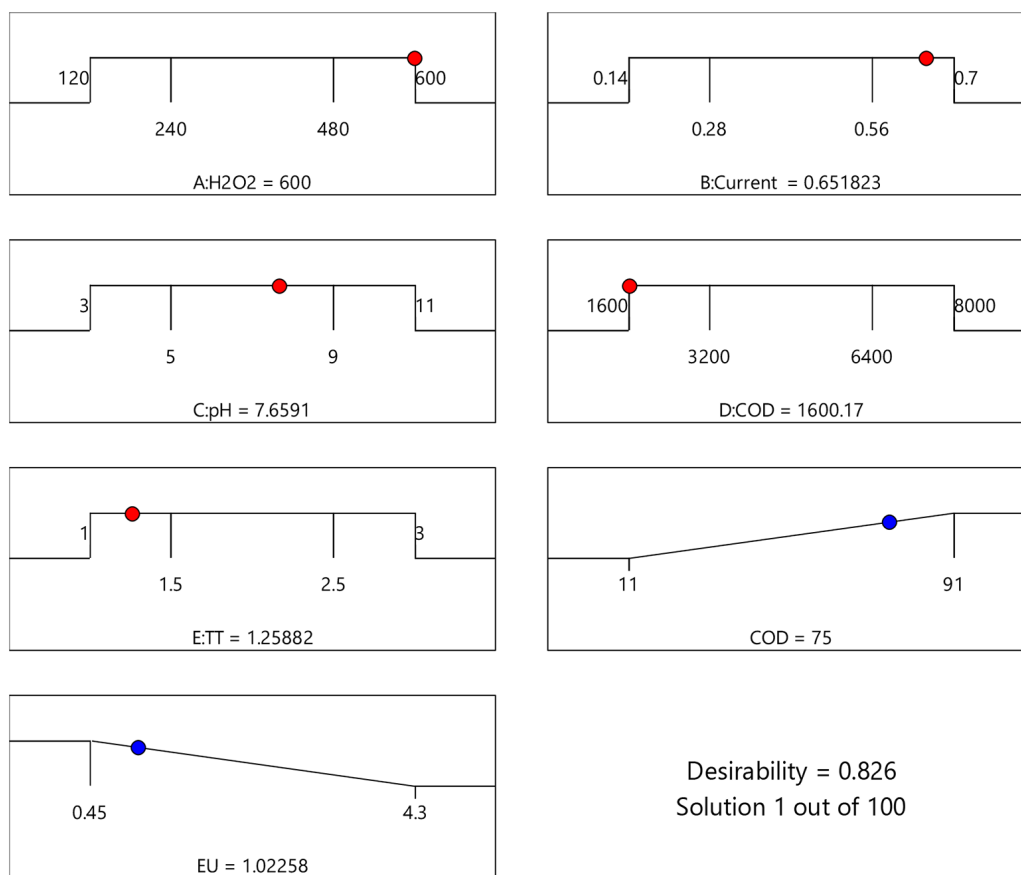 120
600
240
480
A:H2O2 = 600
0.14
0.7
0.28
0.56
B:Current = 0.651823
3
11
5
9
C:pH = 7.6591
1600
8000
3200
6400
D:COD = 1600.17
1
3
1.5
2.5
E:TT = 1.25882
11
91
COD = 75
0.45
4.3
EU = 1.02258
Desirability = 0.826
Solution 1 out of 100